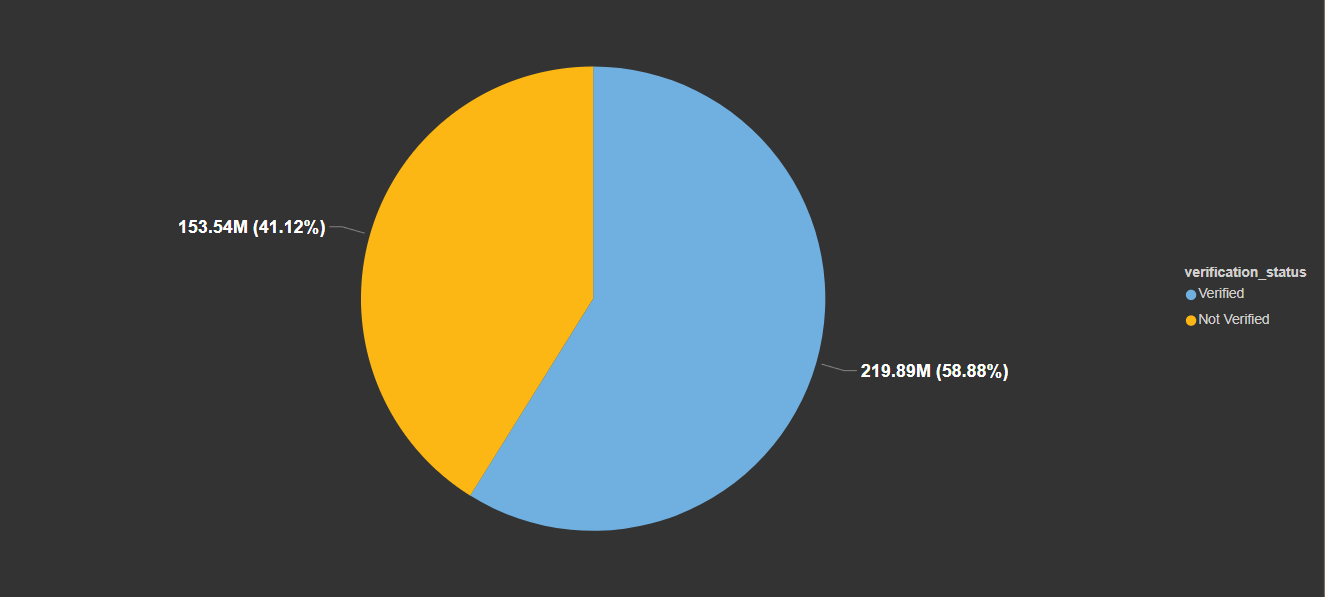 153.54M (41.12%)
219.89M (58.88%)
verification_status
Verified
Not Verified